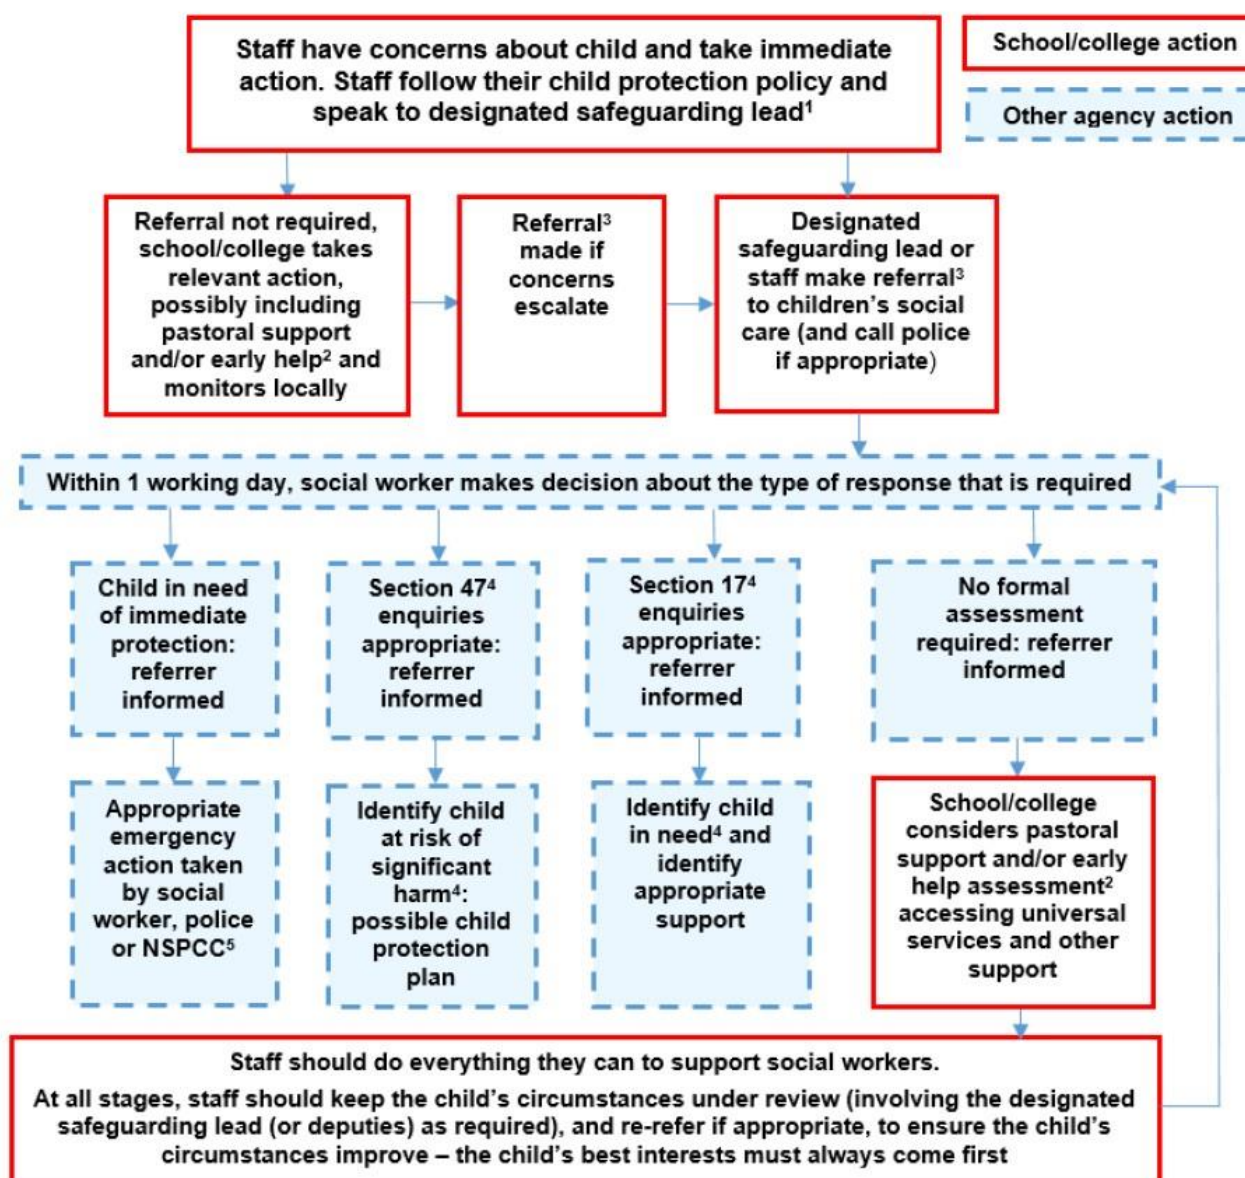 Staff have concerns about child and take immediate
action. Staff follow their child protection policy and
speak to designated safeguarding lead¹
School/college action
Other agency action
Referral not required,
school/college takes
relevant action,
possibly including
pastoral support
and/or early help² and
monitors locally
Referral³
made if
concerns
escalate
Designated
safeguarding lead or
staff make referral³
to children’s social
care (and call police
if appropriate)
Within 1 working day, social worker makes decision about the type of response that is required
Child in need
of immediate
protection:
referrer
informed
Section 47⁴
enquiries
appropriate:
referrer
informed
Section 17⁴
enquiries
appropriate:
referrer
informed
No formal
assessment
required: referrer
informed
Appropriate
emergency
action taken
by social
worker, police
or NSPCC⁵
Identify child
at risk of
significant
harm⁴:
possible child
protection
plan
Identify child
in need⁴ and
identify
appropriate
support
School/college
considers pastoral
support and/or early
help assessment²
accessing universal
services and other
support
Staff should do everything they can to support social workers.
At all stages, staff should keep the child’s circumstances under review (involving the designated
safeguarding lead (or deputies) as required), and re-refer if appropriate, to ensure the child’s
circumstances improve – the child’s best interests must always come first